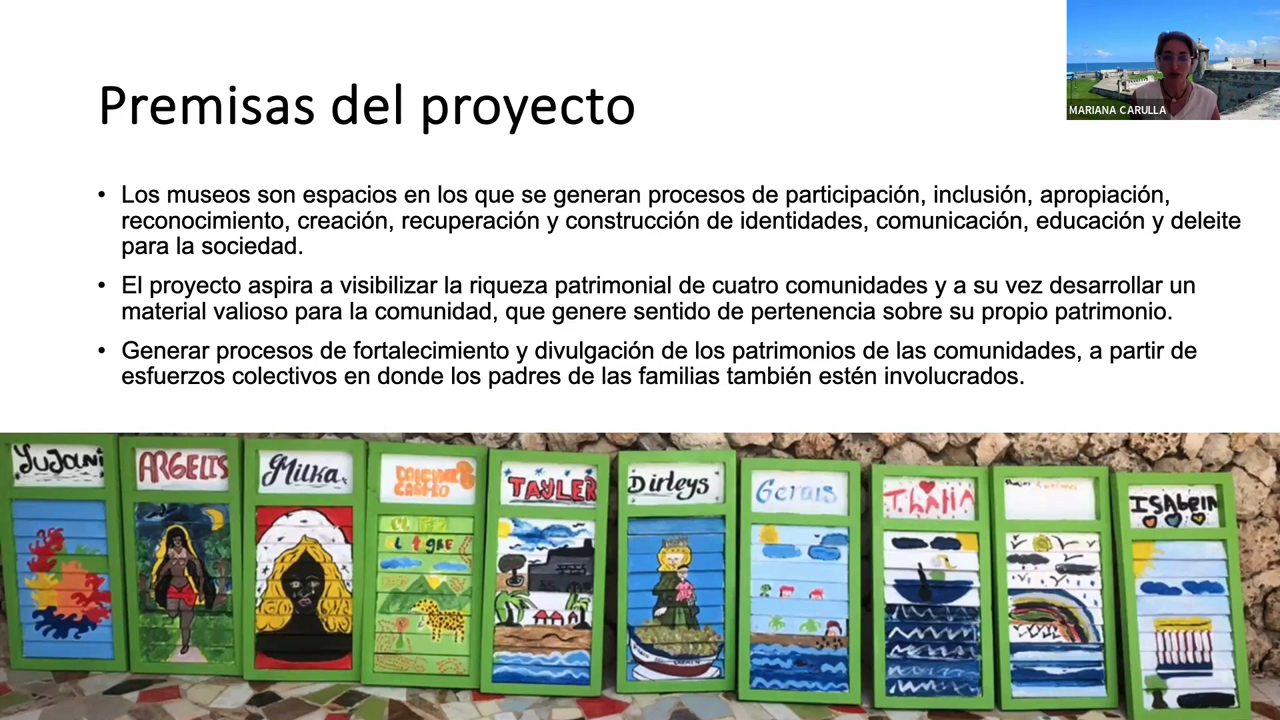 Premisas del proyecto
MARIANA CARULLA
• Los museos son espacios en los que se generan procesos de participación, inclusión, apropiación,
reconocimiento, creación, recuperación y construcción de identidades, comunicación, educación y deleite
para la sociedad.
• El proyecto aspira a visibilizar la riqueza patrimonial de cuatro comunidades y a su vez desarrollar un
material valioso para la comunidad, que genere sentido de pertenencia sobre su propio patrimonio.
• Generar procesos de fortalecimiento y divulgación de los patrimonios de las comunidades, a partir de
esfuerzos colectivos en donde los padres de las familias también estén involucrados.
YuJani
ARGELIS
Milka
TAYLER
Dirleys
Gerais